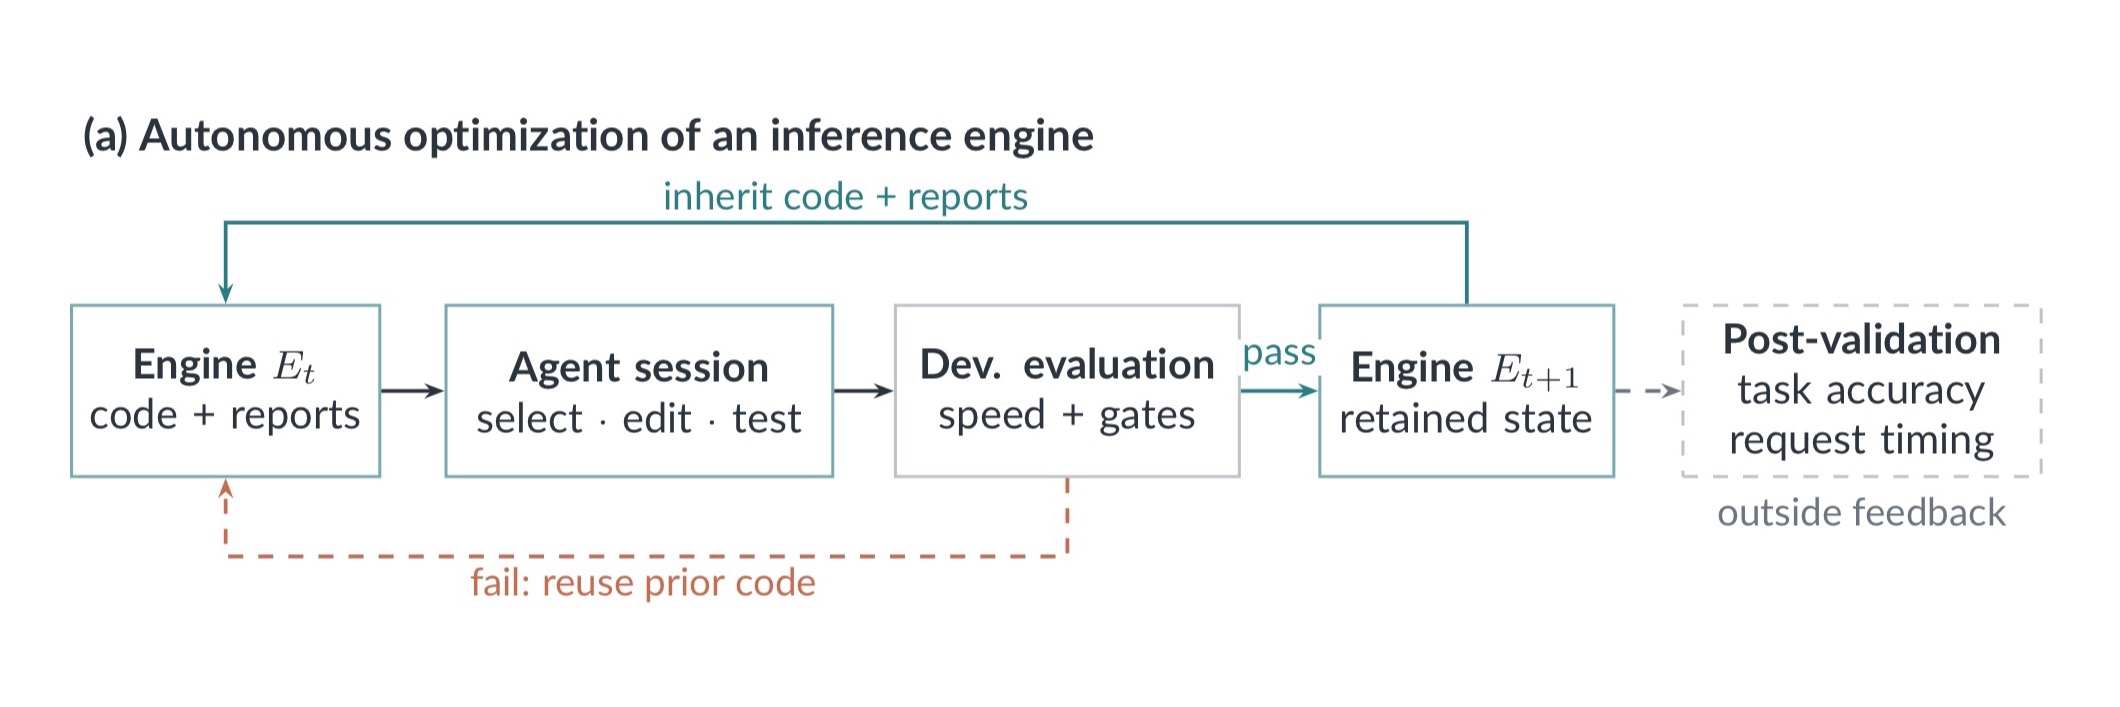 (a) Autonomous optimization of an inference engine
inherit code + reports
Engine Eₜ
code + reports
Agent session
select · edit · test
Dev. evaluation
speed + gates
pass
Engine Eₜ₊₁
retained state
Post-validation
task accuracy
request timing
outside feedback
fail: reuse prior code